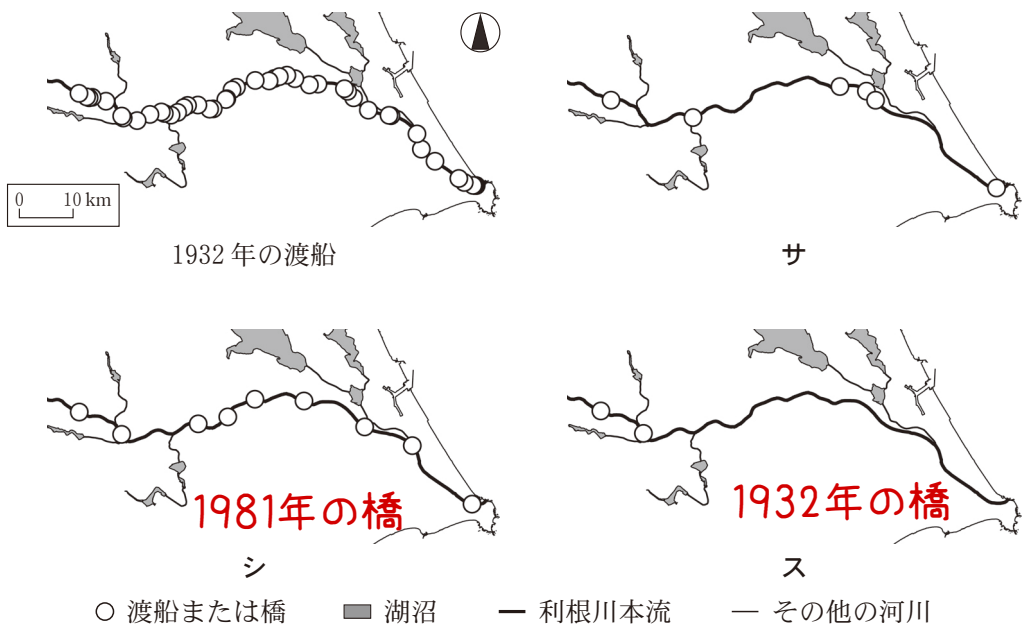 0 10 km
1932 年の渡船
サ
1981年の橋
1932年の橋
シ
ス
渡船または橋 湖沼 利根川本流 その他の河川